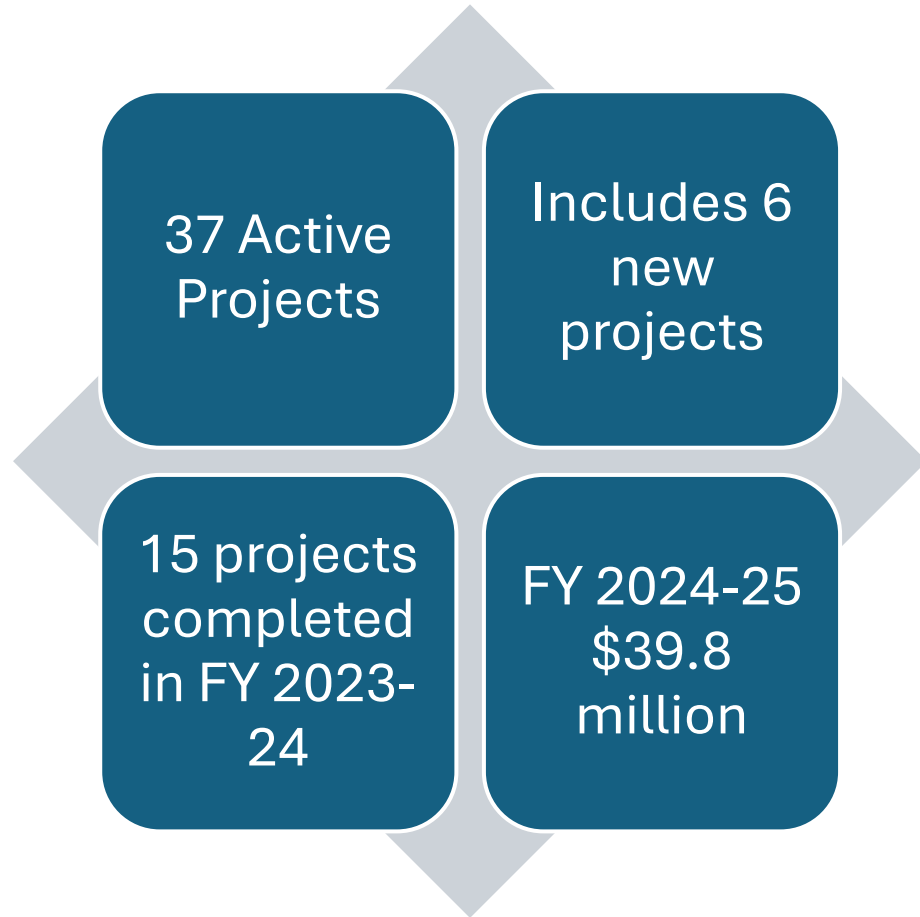 37 Active
Projects
Includes 6
new
projects
15 projects
completed
in FY 2023-
24
FY 2024-25
$39.8
million